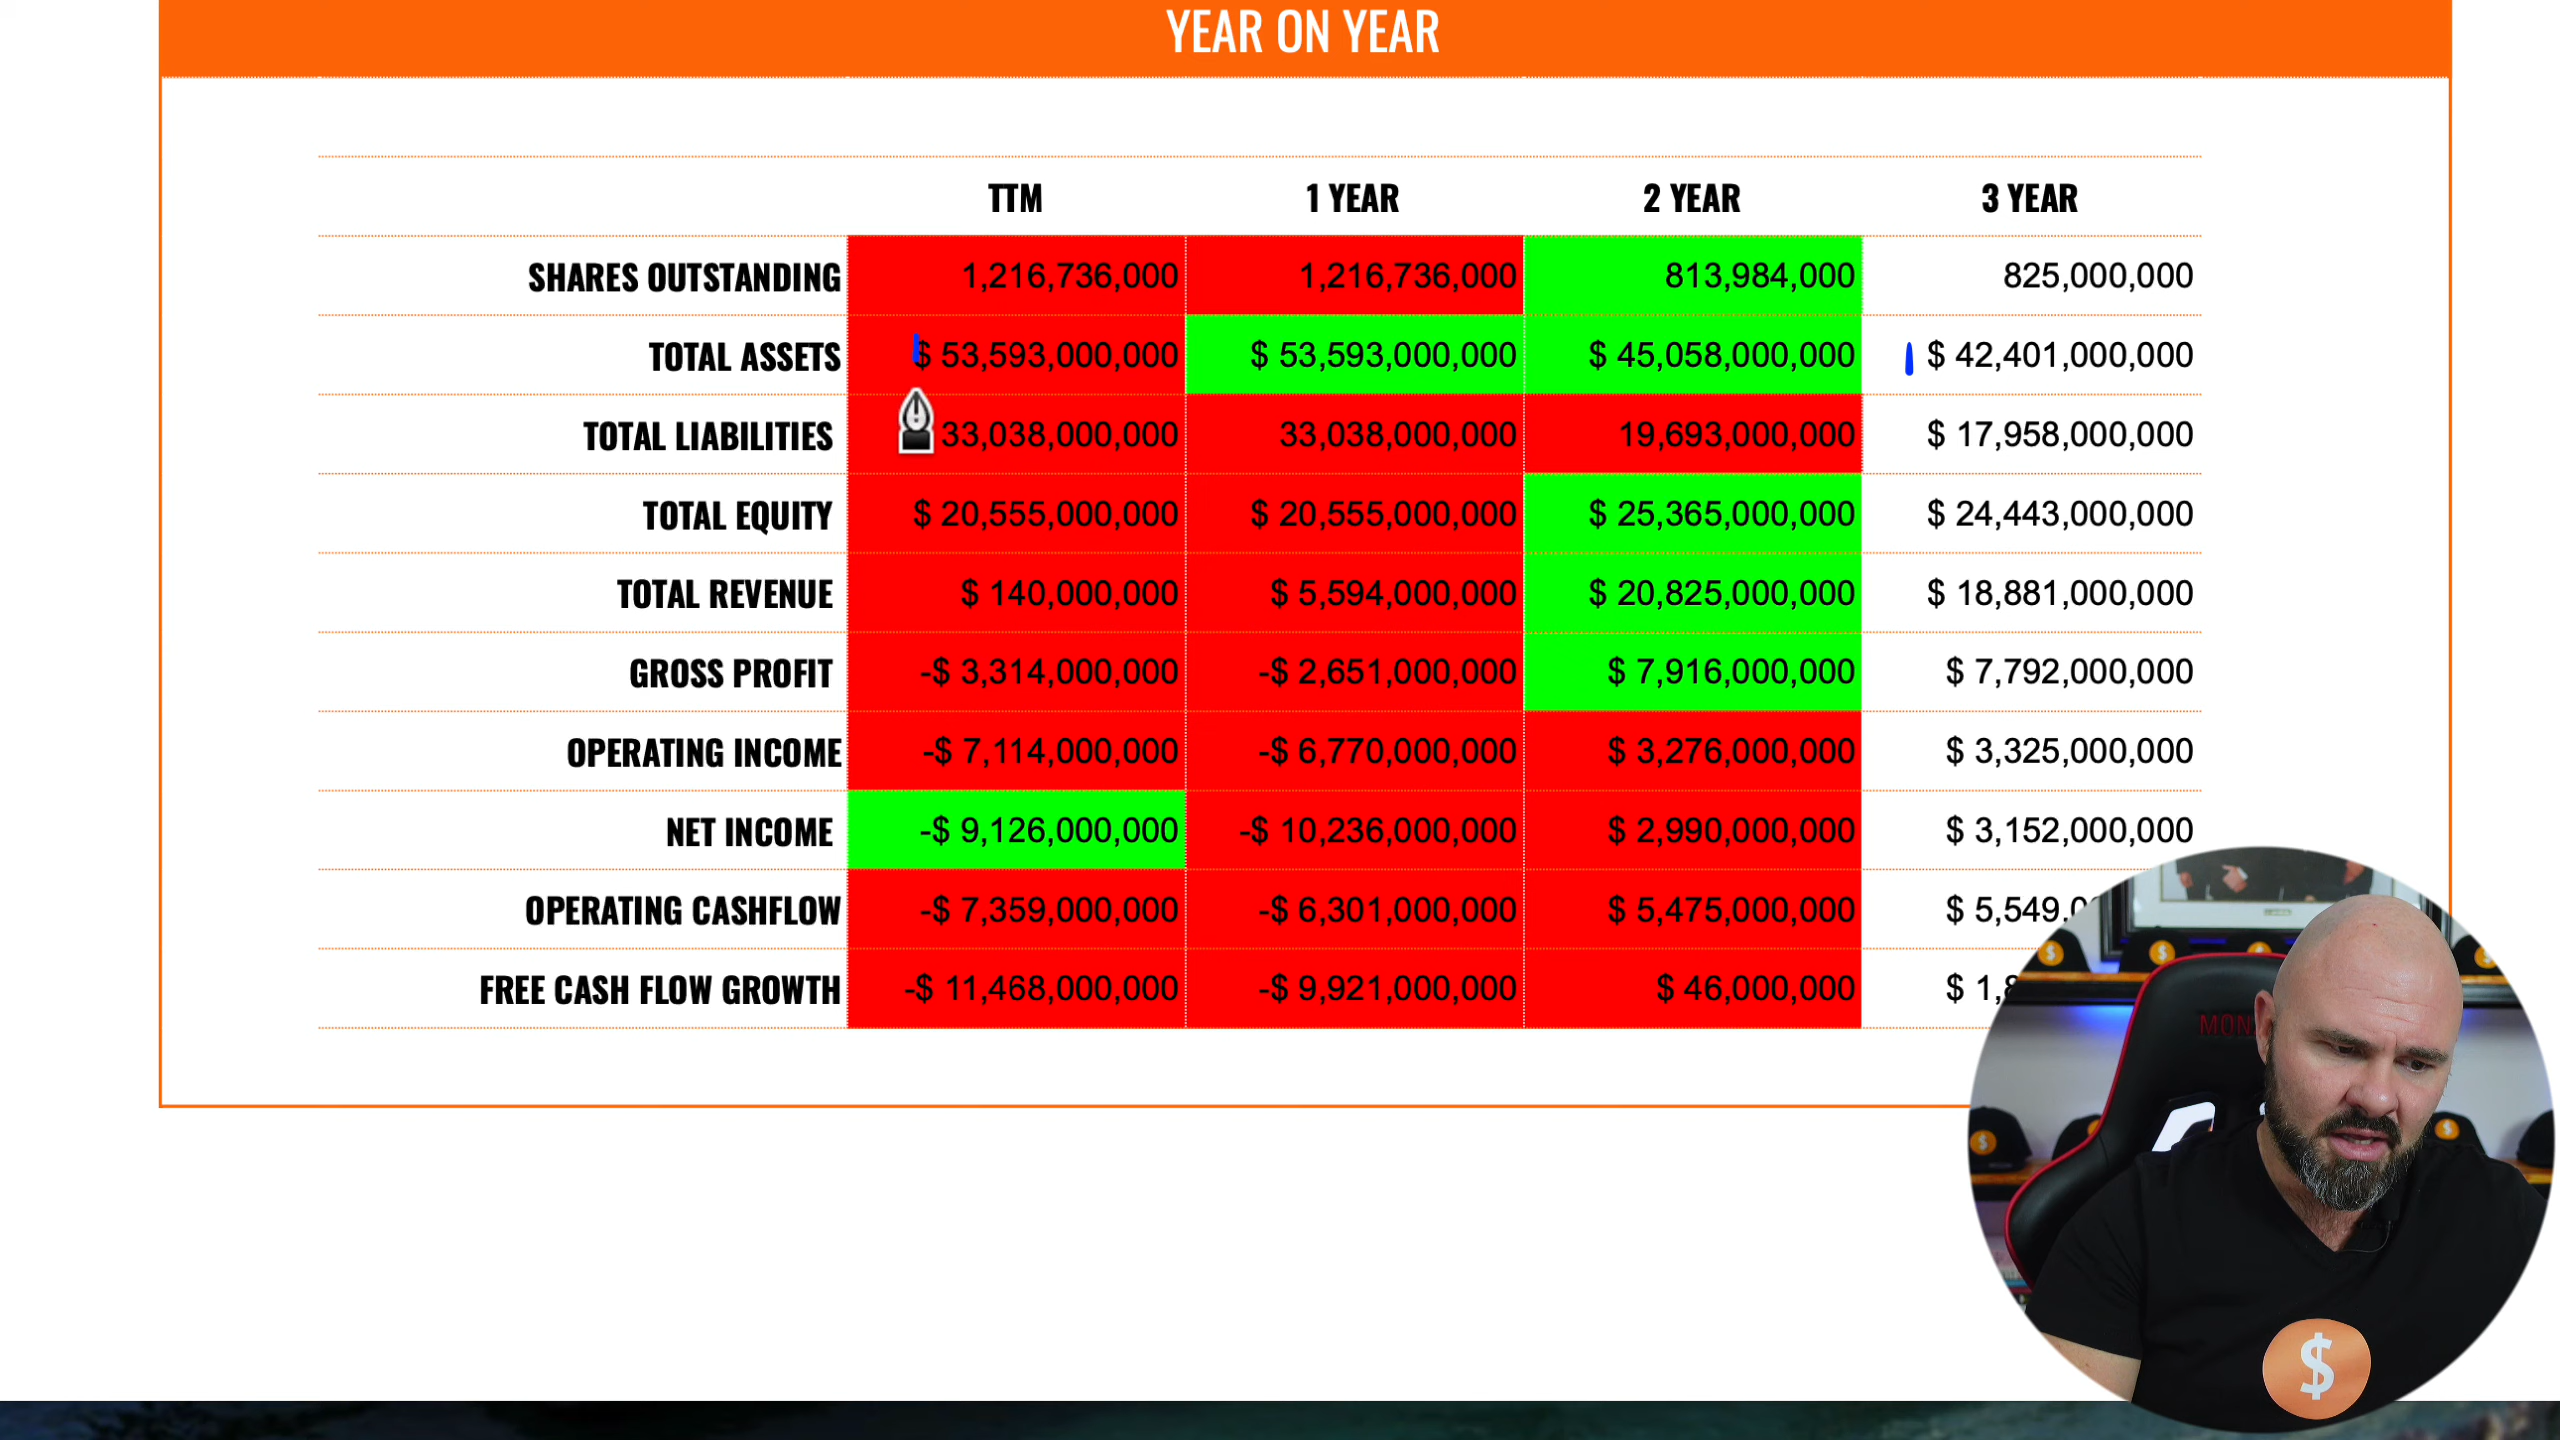 YEAR ON YEAR
TTM 1 YEAR 2 YEAR 3 YEAR
SHARES OUTSTANDING 1,216,736,000 1,216,736,000 813,984,000 825,000,000
TOTAL ASSETS $ 53,593,000,000 $ 53,593,000,000 $ 45,058,000,000 $ 42,401,000,000
TOTAL LIABILITIES 33,038,000,000 33,038,000,000 19,693,000,000 $ 17,958,000,000
TOTAL EQUITY $ 20,555,000,000 $ 20,555,000,000 $ 25,365,000,000 $ 24,443,000,000
TOTAL REVENUE $ 140,000,000 $ 5,594,000,000 $ 20,825,000,000 $ 18,881,000,000
GROSS PROFIT -$ 3,314,000,000 -$ 2,651,000,000 $ 7,916,000,000 $ 7,792,000,000
OPERATING INCOME -$ 7,114,000,000 -$ 6,770,000,000 $ 3,276,000,000 $ 3,325,000,000
NET INCOME -$ 9,126,000,000 -$ 10,236,000,000 $ 2,990,000,000 $ 3,152,000,000
OPERATING CASHFLOW -$ 7,359,000,000 -$ 6,301,000,000 $ 5,475,000,000 $ 5,549,0
FREE CASH FLOW GROWTH -$ 11,468,000,000 -$ 9,921,000,000 $ 46,000,000 $ 1,8
MON
$